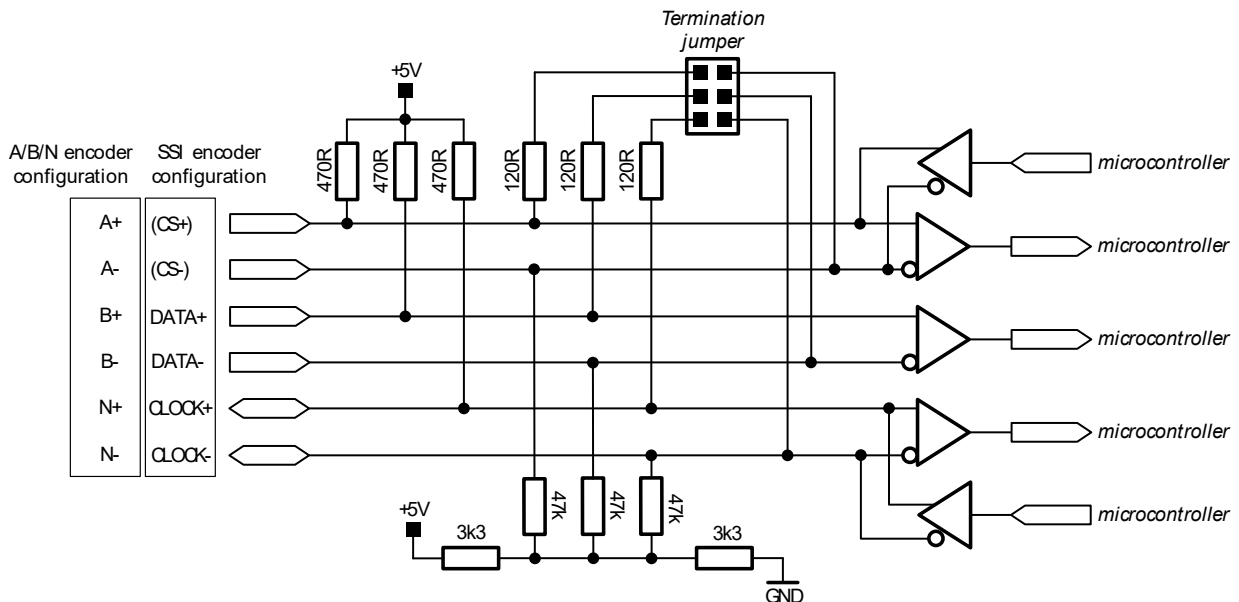 Termination
jumper
+5V
A/B/N encoder
configuration
SSI encoder
configuration
470R
470R
470R
120R
120R
120R
microcontroller
A+
(CS+)
microcontroller
A-
(CS-)
B+
DATA+
microcontroller
B-
DATA-
N+
CLOCK+
microcontroller
N-
CLOCK-
47k
47k
47k
+5V
3k3
3k3
microcontroller
GND